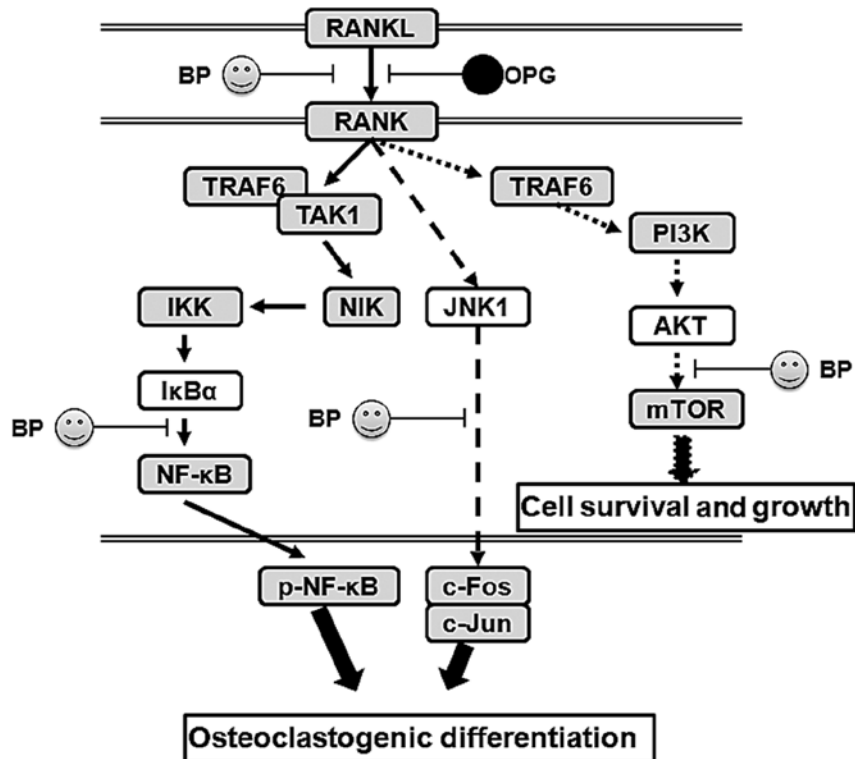 RANKL
BP
OPG
RANK
TRAF6
TAK1
TRAF6
PI3K
IKK
NIK
JNK1
AKT
IκBα
BP
mTOR
BP
BP
NF-κB
Cell survival and growth
p-NF-κB
c-Fos
c-Jun
Osteoclastogenic differentiation